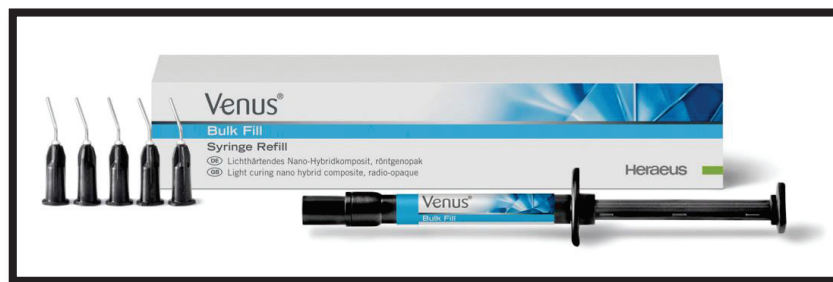 Venus®
Bulk Fill
Syringe Refill
DE Lichthärtendes Nano-Hybridkomposit, röntgenopak
GB Light curing nano hybrid composite, radio-opaque
Heraeus
Venus®
Bulk Fill